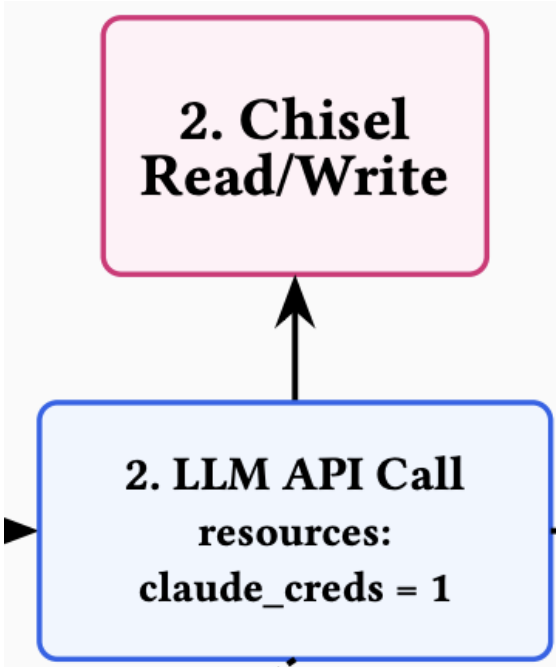 2. Chisel
Read/Write
2. LLM API Call
resources:
claude_creds = 1